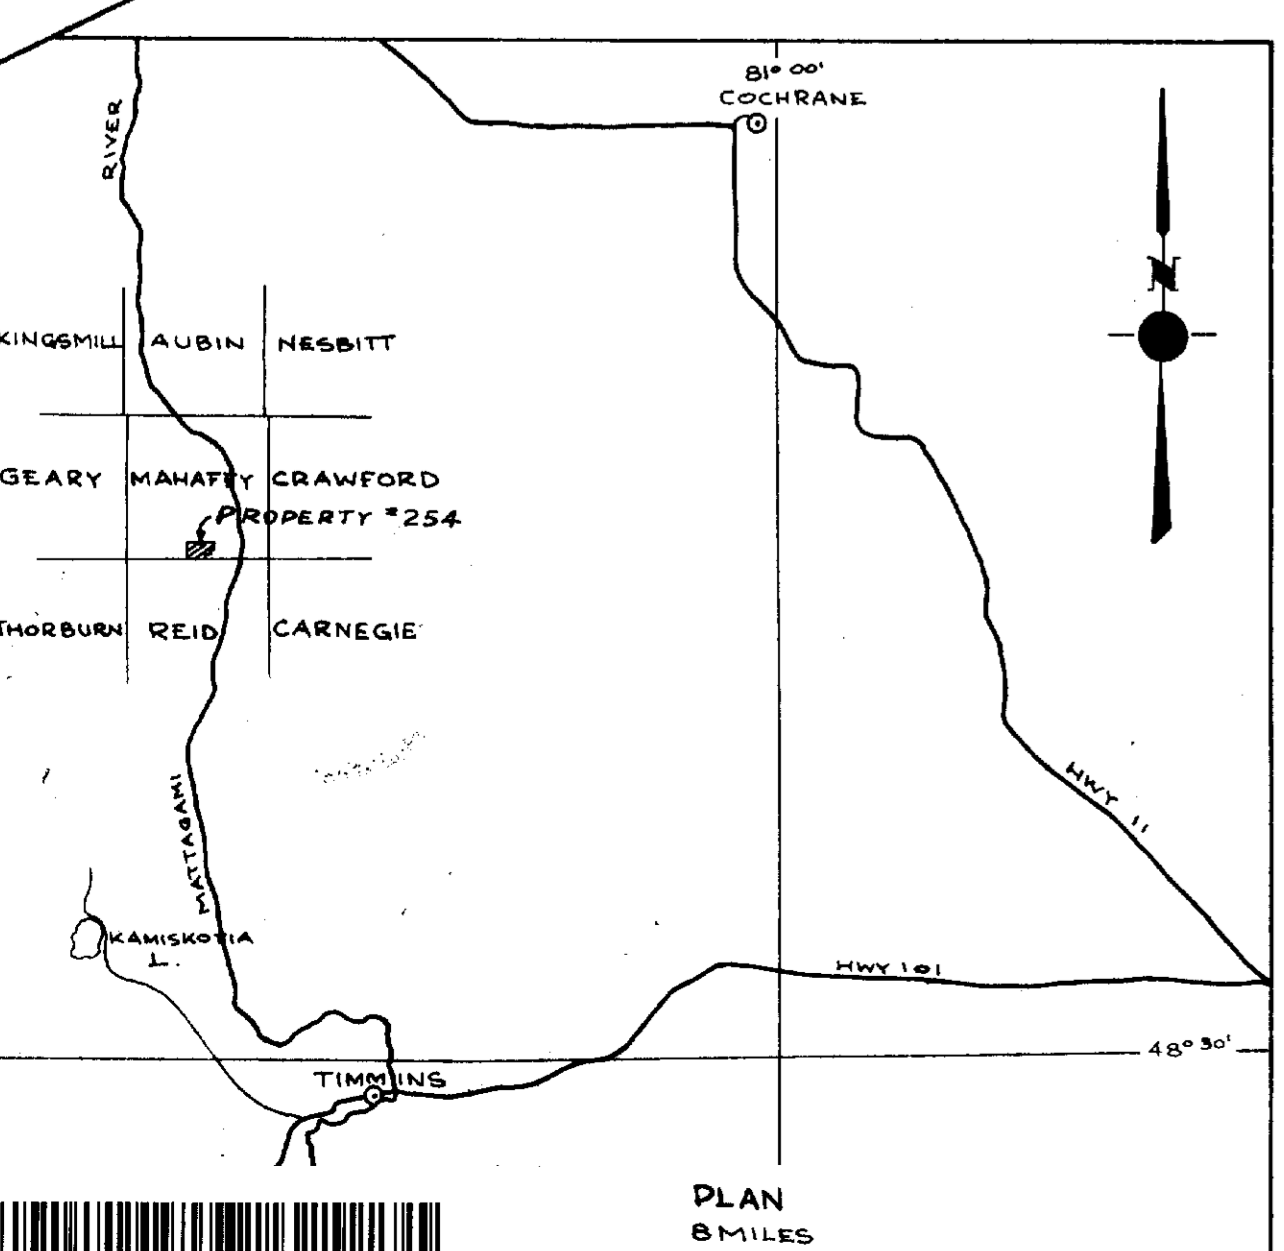 81° 00'
COCHRANE
RIVER
N
KINGSMILL AUBIN NESBITT
GEARY MAHAFFY CRAWFORD
PROPERTY #254
THORBURN REID CARNEGIE
HWY 11
MATTAGAMI
KAMISKOTIA
L.
HWY 101
48° 30'
TIMMINS
PLAN
8 MILES